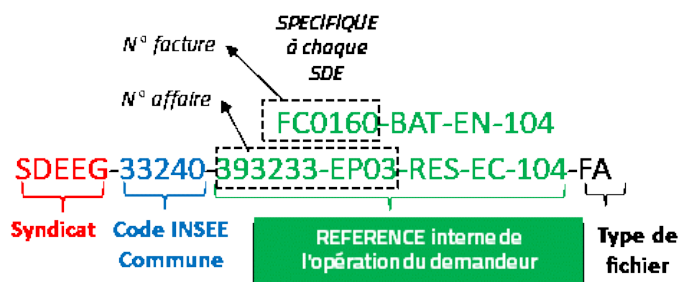 SPECIFIQUE
à chaque
SDE
N° facture
N° affaire
FC0160-BAT-EN-104
SDEEG-33240-393233-EP03-RES-EC-104-FA
Syndicat
Code INSEE
Commune
REFERENCE interne de
l'opération du demandeur
Type de
fichier